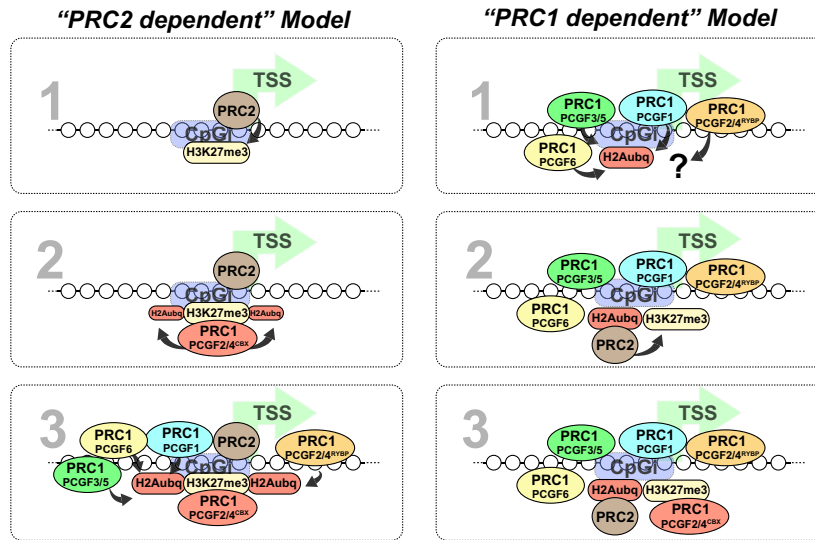 “PRC2 dependent” Model
1
TSS
PRC2
CpGI
H3K27me3
2
TSS
PRC2
CpGI
H2Aubq H3K27me3 H2Aubq
PRC1
PCGF2/4CBX
3
TSS
PRC1
PCGF6
PRC1
PCGF1
PRC2
PRC1
PCGF2/4RYBP
PRC1
PCGF3/5
CpGI
H2Aubq H3K27me3 H2Aubq
PRC1
PCGF2/4CBX
“PRC1 dependent” Model
1
TSS
PRC1
PCGF3/5
PRC1
PCGF1
PRC1
PCGF2/4RYBP
CpGI
PRC1
PCGF6
H2Aubq
?
2
TSS
PRC1
PCGF3/5
PRC1
PCGF1
PRC1
PCGF2/4RYBP
CpGI
PRC1
PCGF6
H2Aubq H3K27me3
PRC2
3
TSS
PRC1
PCGF3/5
PRC1
PCGF1
PRC1
PCGF2/4RYBP
CpGI
PRC1
PCGF6
H2Aubq H3K27me3
PRC2
PRC1
PCGF2/4CBX